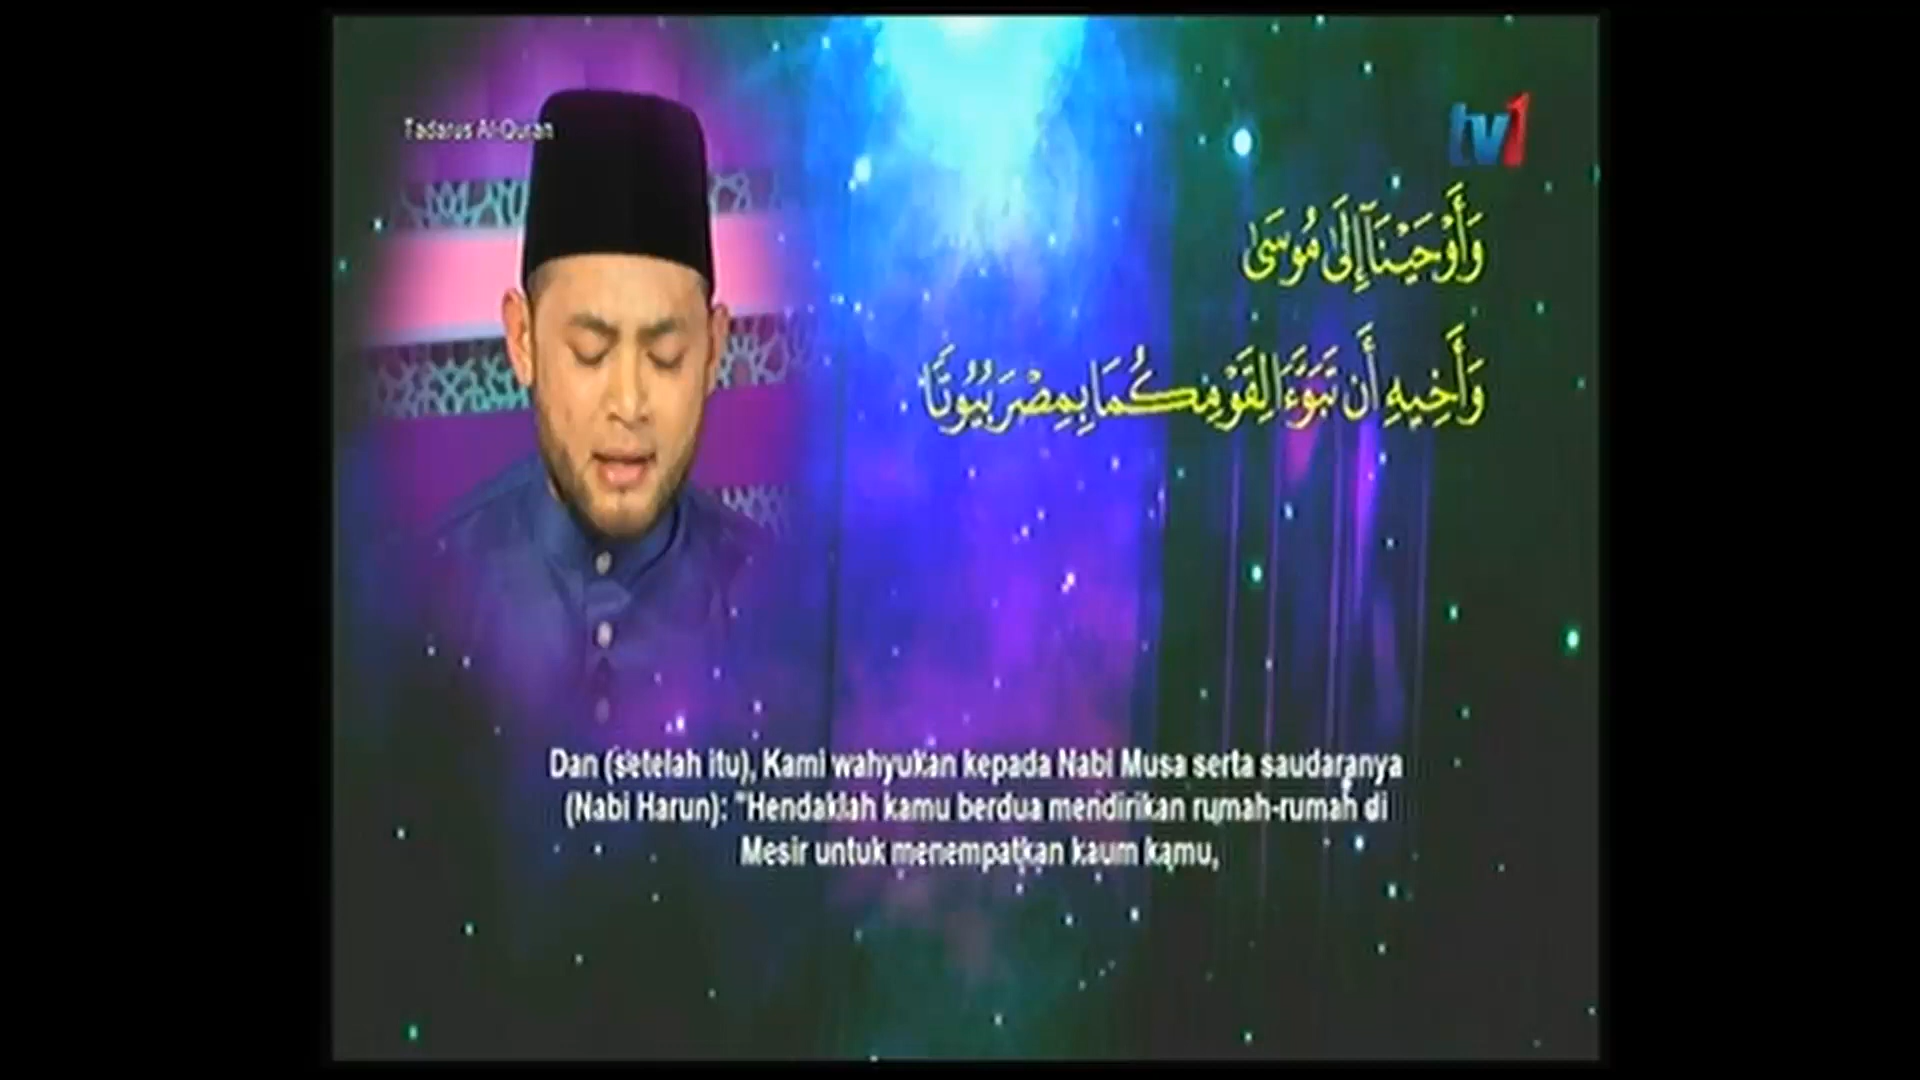 Tadarus Al-Quran
tv1
وَأَوْحَيْنَآ إِلَىٰ مُوسَىٰ
وَأَخِيهِ أَن تَبَوَّءَا لِقَوْمِكُمَا بِمِصْرَ بُيُوتًا
Dan (setelah itu), Kami wahyukan kepada Nabi Musa serta saudaranya
(Nabi Harun): "Hendaklah kamu berdua mendirikan rumah-rumah di
Mesir untuk menempatkan kaum kamu,